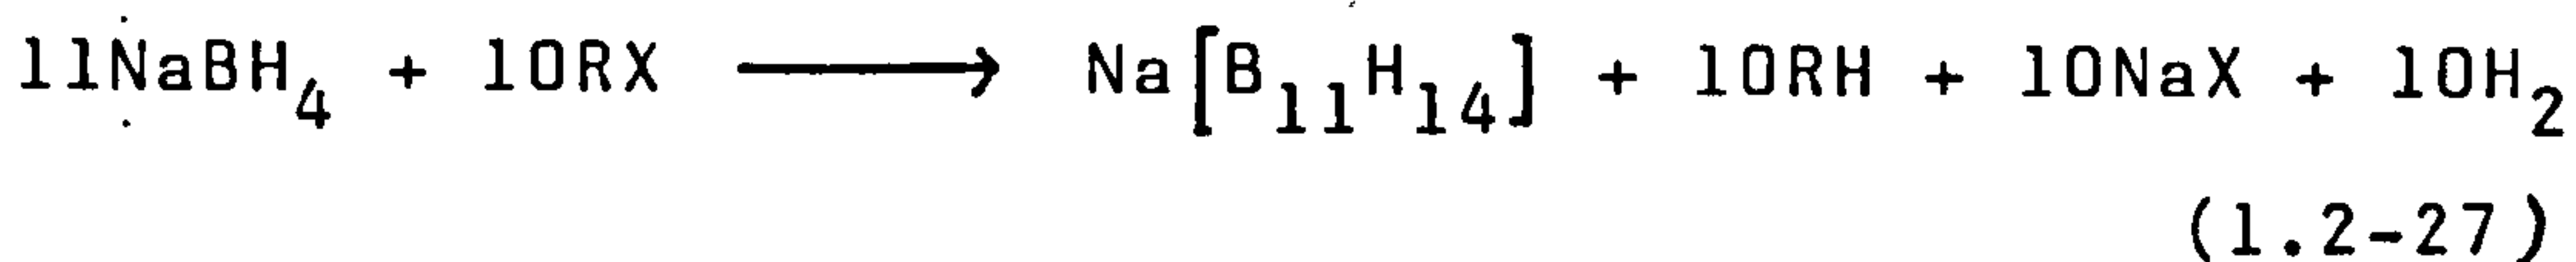 11NaBH₄ + 10RX ⟶ Na[B₁₁H₁₄] + 10RH + 10NaX + 10H₂
(1.2-27)